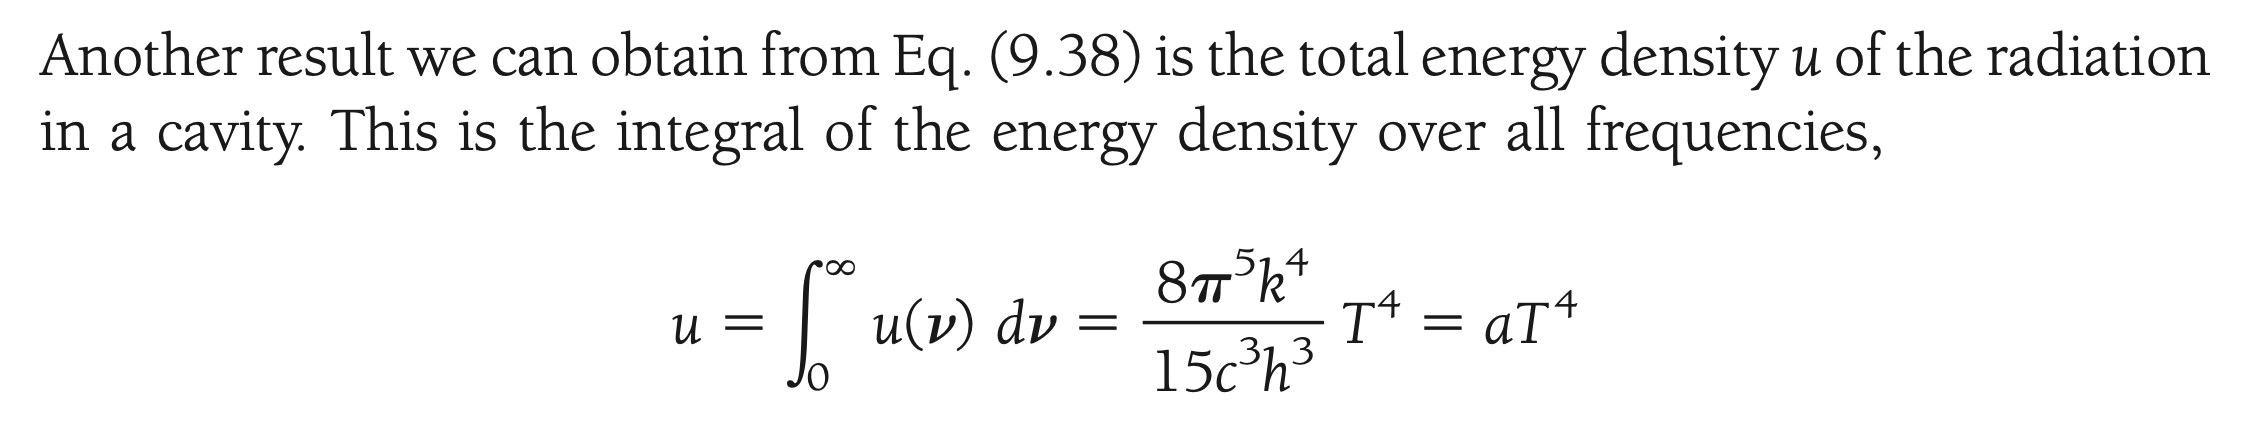 Another result we can obtain from Eq. (9.38) is the total energy density u of the radiation
in a cavity. This is the integral of the energy density over all frequencies,
u = ∫₀^∞ u(ν) dν = 8π⁵k⁴/15c³h³ T⁴ = aT⁴